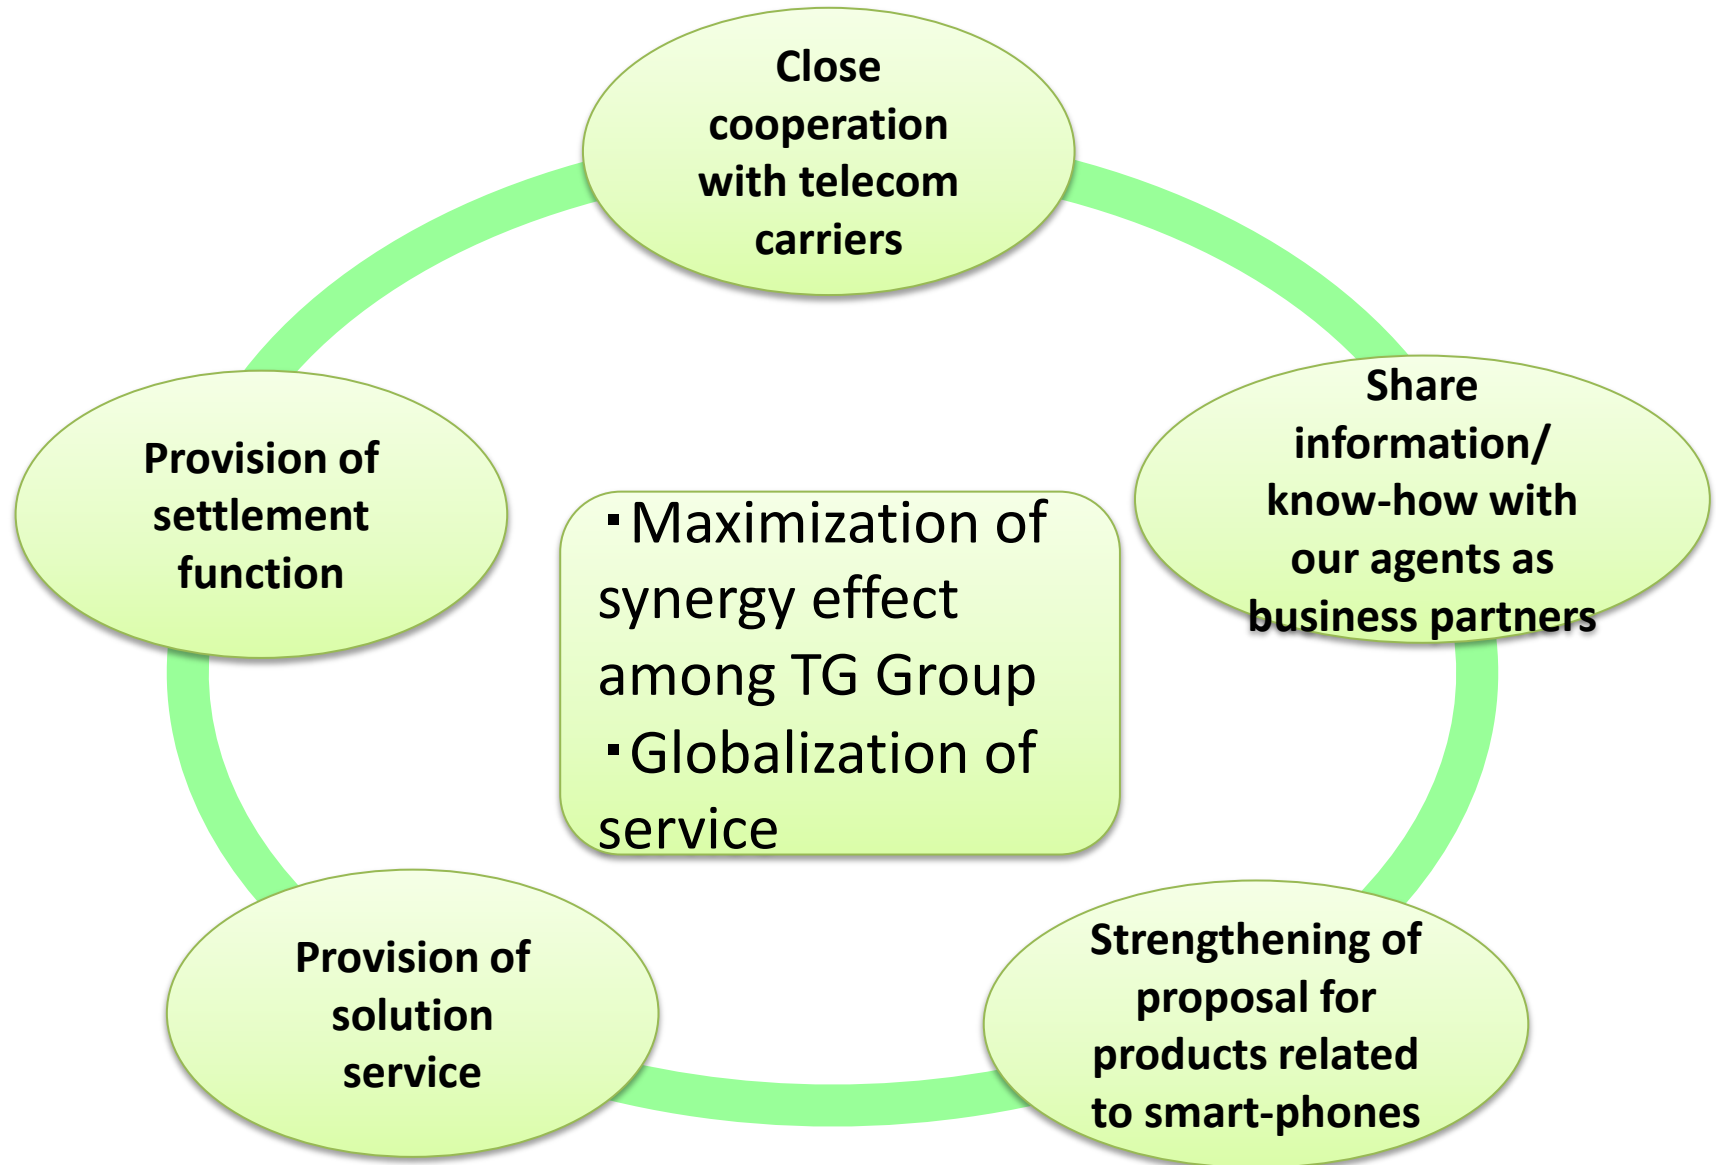 Close
cooperation
with telecom
carriers
Share
information/
know-how with
our agents as
business partners
Provision of
settlement
function
・Maximization of
synergy effect
among TG Group
・Globalization of
service
Strengthening of
proposal for
products related
to smart-phones
Provision of
solution
service